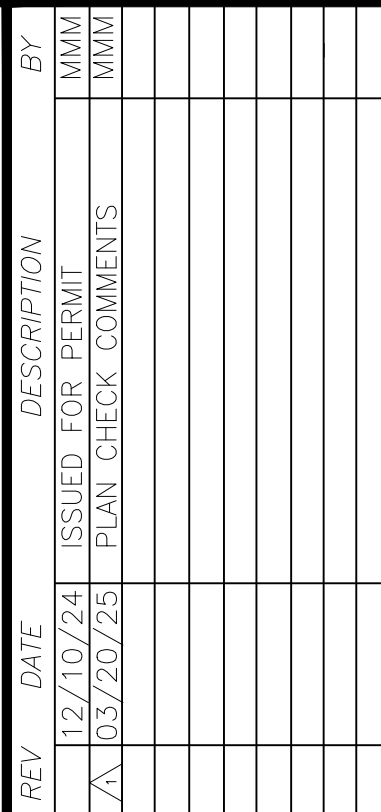 REV DATE DESCRIPTION BY
12/10/24 ISSUED FOR PERMIT MMM
1 03/20/25 PLAN CHECK COMMENTS MMM